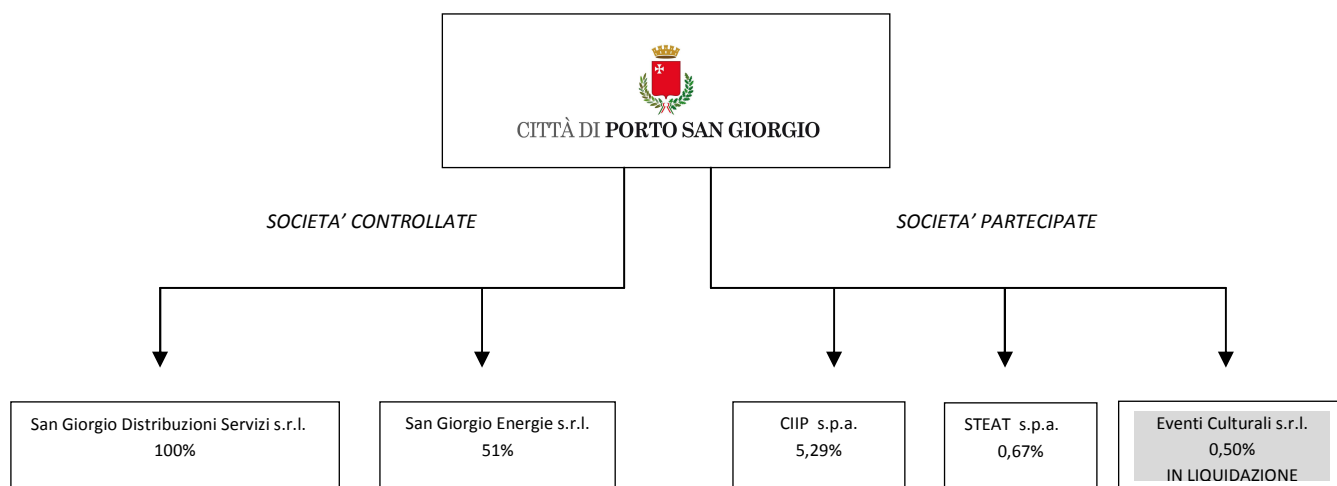 CITTÀ DI PORTO SAN GIORGIO
SOCIETA’ CONTROLLATE
SOCIETA’ PARTECIPATE
San Giorgio Distribuzioni Servizi s.r.l.
100%
San Giorgio Energie s.r.l.
51%
CIIP s.p.a.
5,29%
STEAT s.p.a.
0,67%
Eventi Culturali s.r.l.
0,50%
IN LIQUIDAZIONE